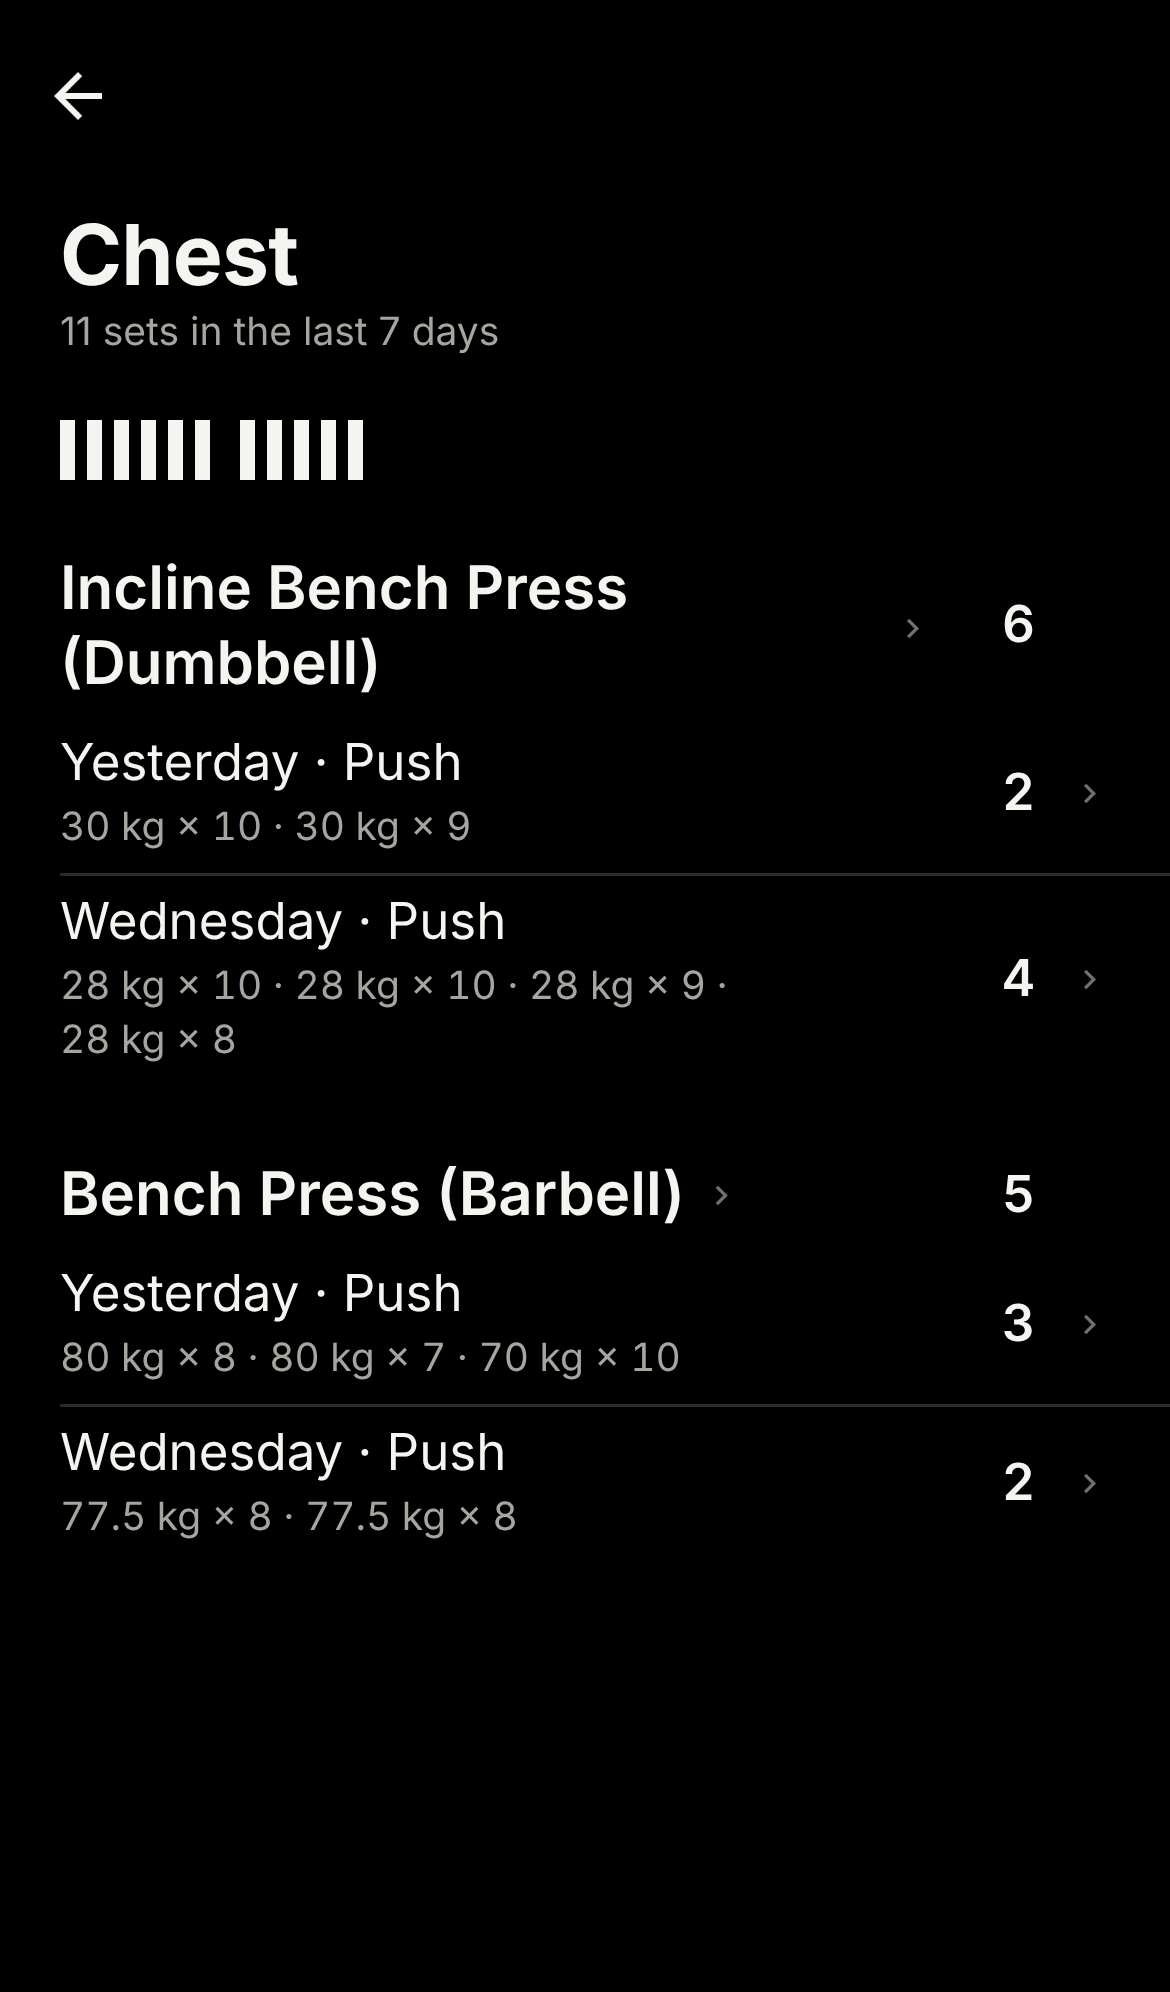 Chest
11 sets in the last 7 days
Incline Bench Press
(Dumbbell)
6
Yesterday · Push
30 kg × 10 · 30 kg × 9
2
Wednesday · Push
28 kg × 10 · 28 kg × 10 · 28 kg × 9 ·
28 kg × 8
4
Bench Press (Barbell)
5
Yesterday · Push
80 kg × 8 · 80 kg × 7 · 70 kg × 10
3
Wednesday · Push
77.5 kg × 8 · 77.5 kg × 8
2